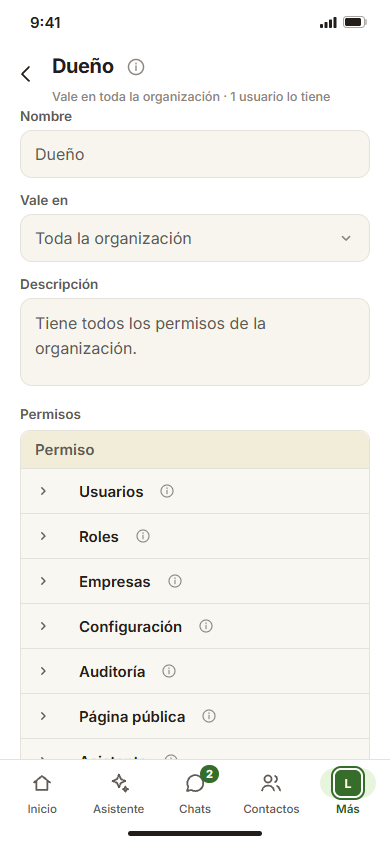 9:41
Dueño
Vale en toda la organización · 1 usuario lo tiene
Nombre
Dueño
Vale en
Toda la organización
Descripción
Tiene todos los permisos de la
organización.
Permisos
Permiso
Usuarios
Roles
Empresas
Configuración
Auditoría
Página pública
2
L
Inicio
Asistente
Chats
Contactos
Más